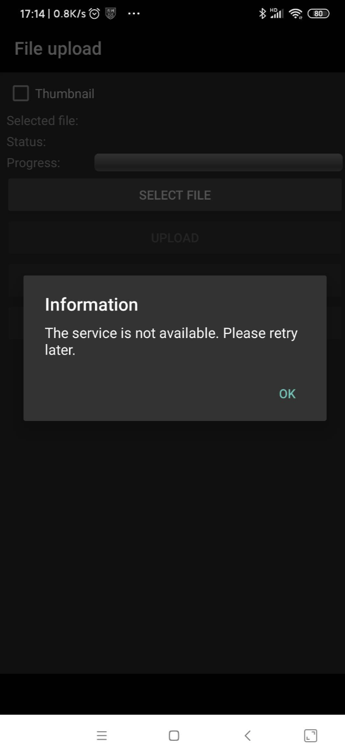 17:14 | 0.8K/s
HD
80
File upload
Thumbnail
Selected file:
Status:
Progress:
SELECT FILE
UPLOAD
Information
The service is not available. Please retry
later.
OK